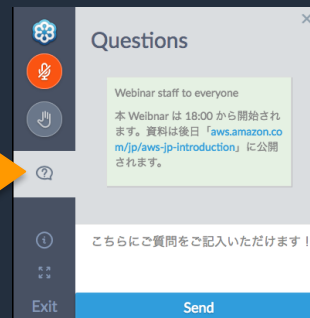 Questions
Webinar staff to everyone
本 Weibnar は 18:00 から開始され
ます。資料は後日「aws.amazon.co
m/jp/aws-jp-introduction」に公開
されます。
こちらにご質問をご記入いただけます！
Exit
Send